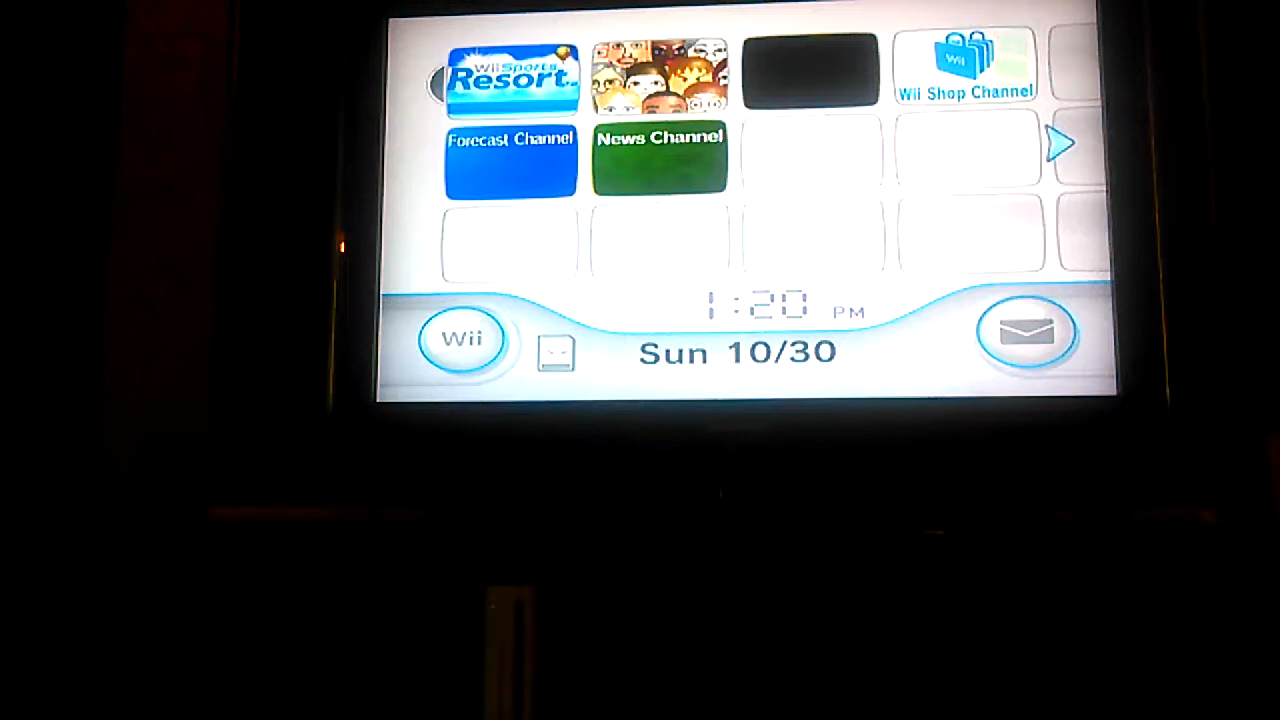 Wii Sports
Resort
Wii
Wii Shop Channel
Forecast Channel
News Channel
1:20 PM
Wii
Sun 10/30